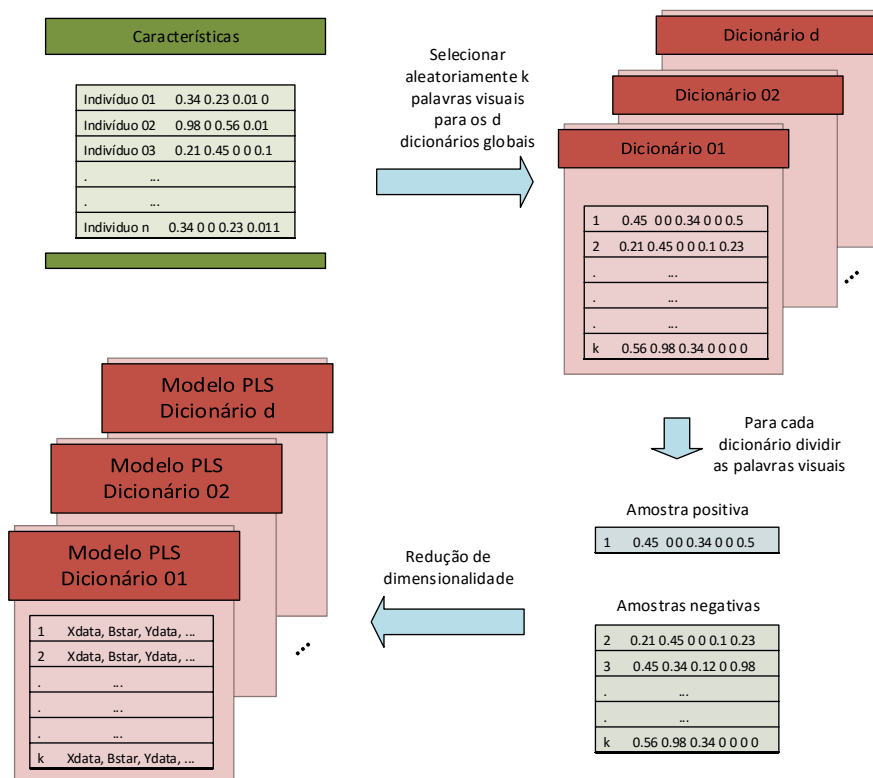 Características
Indivíduo 01 0.34 0.23 0.01 0
Indivíduo 02 0.98 0 0.56 0.01
Indivíduo 03 0.21 0.45 0 0 0.1
. ...
. ...
Individuo n 0.34 0 0 0.23 0.011
Selecionar
aleatoriamente k
palavras visuais
para os d
dicionários globais
Dicionário d
Dicionário 02
Dicionário 01
1 0.45 0 0 0.34 0 0 0.5
2 0.21 0.45 0 0 0.1 0.23
. ...
. ...
. ...
k 0.56 0.98 0.34 0 0 0 0
...
Para cada
dicionário dividir
as palavras visuais
Amostra positiva
1 0.45 0 0 0.34 0 0 0.5
Amostras negativas
2 0.21 0.45 0 0 0.1 0.23
3 0.45 0.34 0.12 0 0.98
. ...
. ...
k 0.56 0.98 0.34 0 0 0 0
Redução de
dimensionalidade
Modelo PLS
Dicionário d
Modelo PLS
Dicionário 02
Modelo PLS
Dicionário 01
1 Xdata, Bstar, Ydata, ...
2 Xdata, Bstar, Ydata, ...
. ...
. ...
. ...
k Xdata, Bstar, Ydata, ...
...